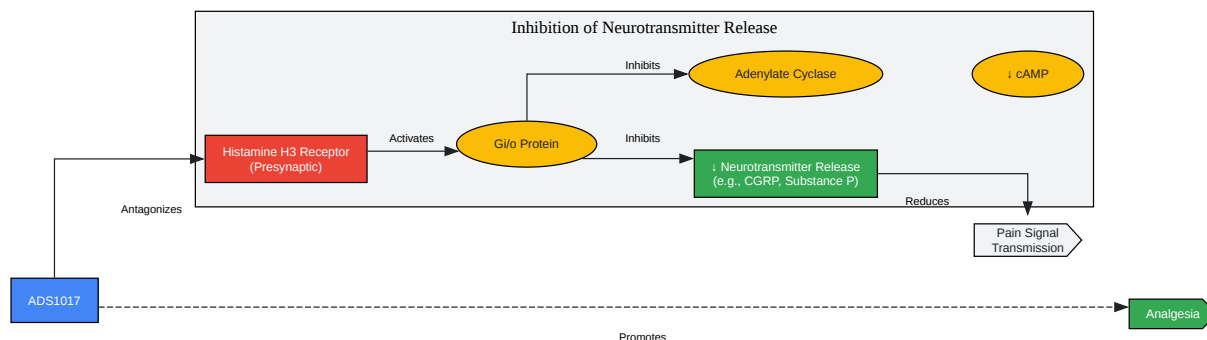 Inhibition of Neurotransmitter Release
Inhibits
Adenylate Cyclase
↓ cAMP
Histamine H3 Receptor
(Presynaptic)
Activates
Gi/o Protein
Inhibits
↓ Neurotransmitter Release
(e.g., CGRP, Substance P)
Reduces
Antagonizes
Pain Signal
Transmission
ADS1017
Analgesia
Promotes